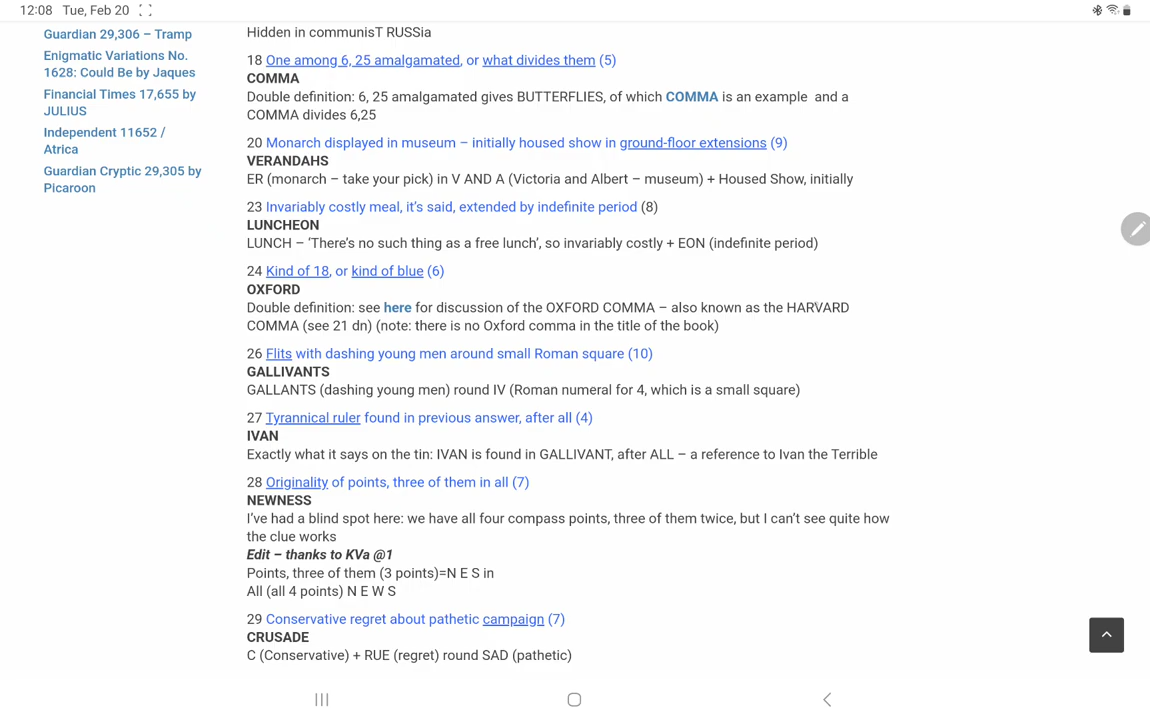 12:08 Tue, Feb 20
Guardian 29,306 – Tramp
Enigmatic Variations No.
1628: Could Be by Jaques
Financial Times 17,655 by
JULIUS
Independent 11652 /
Atrica
Guardian Cryptic 29,305 by
Picaroon
Hidden in communisT RUSSia
18 One among 6, 25 amalgamated, or what divides them (5)
COMMA
Double definition: 6, 25 amalgamated gives BUTTERFLIES, of which COMMA is an example and a
COMMA divides 6,25
20 Monarch displayed in museum – initially housed show in ground-floor extensions (9)
VERANDAHS
ER (monarch – take your pick) in V AND A (Victoria and Albert – museum) + Housed Show, initially
23 Invariably costly meal, it's said, extended by indefinite period (8)
LUNCHEON
LUNCH – 'There's no such thing as a free lunch', so invariably costly + EON (indefinite period)
24 Kind of 18, or kind of blue (6)
OXFORD
Double definition: see here for discussion of the OXFORD COMMA – also known as the HARVARD
COMMA (see 21 dn) (note: there is no Oxford comma in the title of the book)
26 Flits with dashing young men around small Roman square (10)
GALLIVANTS
GALLANTS (dashing young men) round IV (Roman numeral for 4, which is a small square)
27 Tyrannical ruler found in previous answer, after all (4)
IVAN
Exactly what it says on the tin: IVAN is found in GALLIVANT, after ALL – a reference to Ivan the Terrible
28 Originality of points, three of them in all (7)
NEWNESS
I've had a blind spot here: we have all four compass points, three of them twice, but I can't see quite how
the clue works
Edit – thanks to KVa @1
Points, three of them (3 points)=N E S in
All (all 4 points) N E W S
29 Conservative regret about pathetic campaign (7)
CRUSADE
C (Conservative) + RUE (regret) round SAD (pathetic)